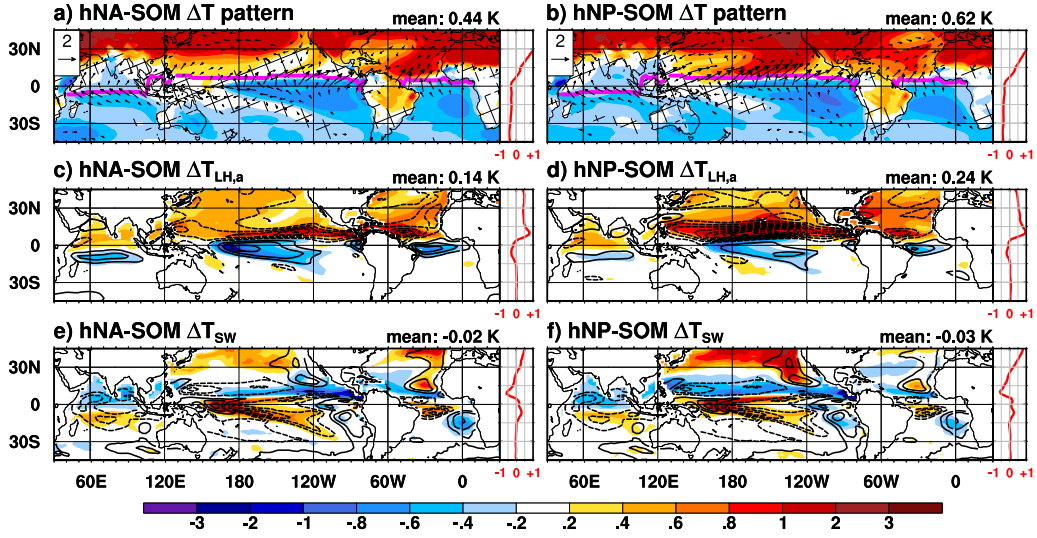 a) hNA-SOM ΔT pattern mean: 0.44 K
b) hNP-SOM ΔT pattern mean: 0.62 K
2
2
30N
0
30S
-1 0 +1
-1 0 +1
c) hNA-SOM ΔT_LH,a mean: 0.14 K
d) hNP-SOM ΔT_LH,a mean: 0.24 K
30N
0
30S
-1 0 +1
-1 0 +1
e) hNA-SOM ΔT_SW mean: -0.02 K
f) hNP-SOM ΔT_SW mean: -0.03 K
30N
0
30S
-1 0 +1
-1 0 +1
60E 120E 180 120W 60W 0
60E 120E 180 120W 60W 0
-3 -2 -1 -.8 -.6 -.4 -.2 .2 .4 .6 .8 1 2 3